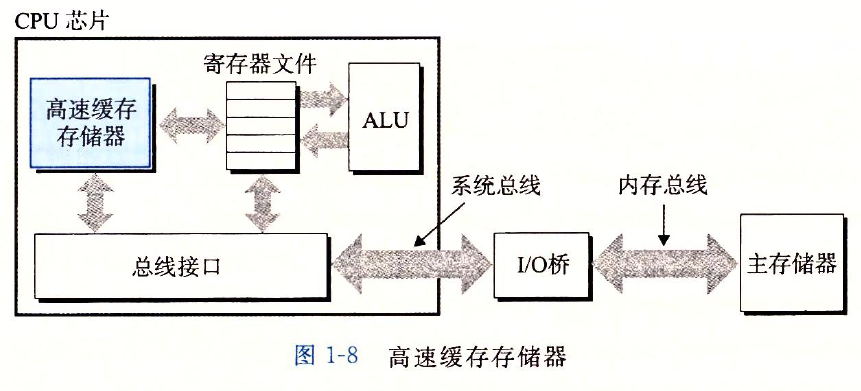 CPU 芯片
寄存器文件
高速缓存
存储器
ALU
系统总线
内存总线
总线接口
I/O桥
主存储器
图 1-8 高速缓存存储器